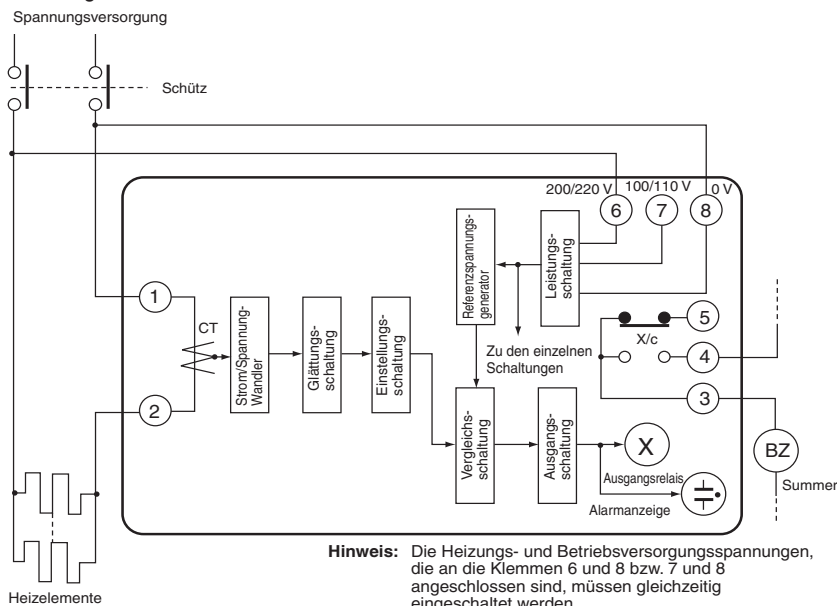 Spannungsversorgung
Schütz
200/220 V
100/110 V
0 V
6
7
8
Referzspannungs-
generator
Leistungs-
schaltung
1
CT
2
Strom/Spannung-
Wandler
Glättungs-
schaltung
Einstellungs-
schaltung
Zu den einzelnen
Schaltungen
5
X/c
4
3
Vergleichs-
schaltung
Ausgangs-
schaltung
X
Ausgangsrelais
Alarmanzeige
BZ
Summer
Heizelemente
Hinweis: Die Heizungs- und Betriebsversorgungsspannungen,
die an die Klemmen 6 und 8 bzw. 7 und 8
angeschlossen sind, müssen gleichzeitig
eingeschaltet werden